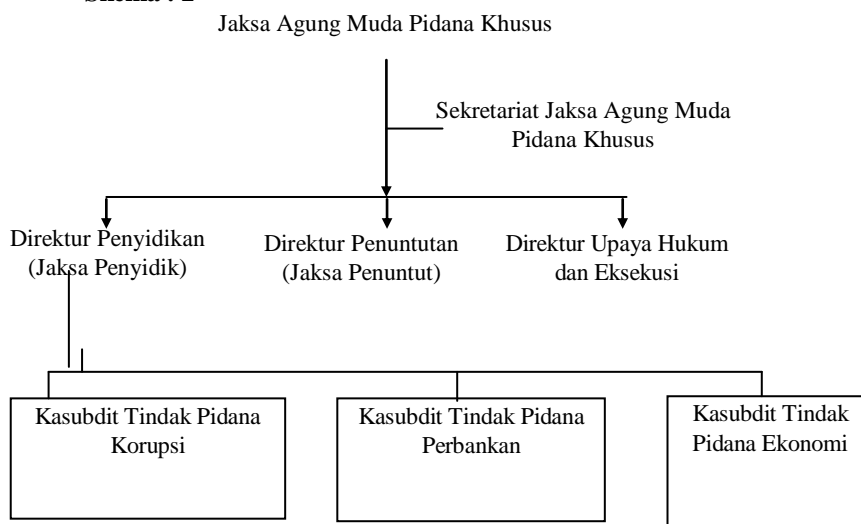 Jaksa Agung Muda Pidana Khusus
Sekretariat Jaksa Agung Muda
Pidana Khusus
Direktur Penyidikan
(Jaksa Penyidik)
Direktur Penuntutan
(Jaksa Penuntut)
Direktur Upaya Hukum
dan Eksekusi
Kasubdit Tindak Pidana
Korupsi
Kasubdit Tindak Pidana
Perbankan
Kasubdit Tindak
Pidana Ekonomi